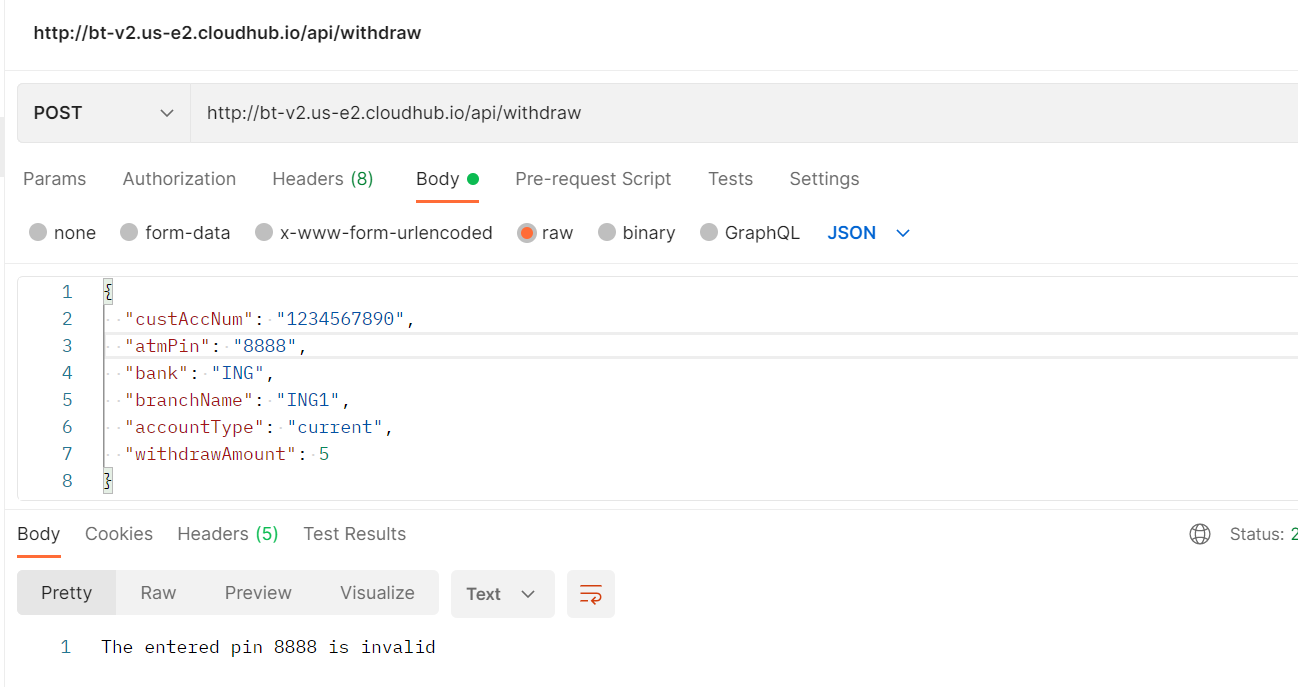 http://bt-v2.us-e2.cloudhub.io/api/withdraw
POST http://bt-v2.us-e2.cloudhub.io/api/withdraw
Params Authorization Headers (8) Body Pre-request Script Tests Settings
none form-data x-www-form-urlencoded raw binary GraphQL JSON
1 {
2 "custAccNum": "1234567890",
3 "atmPin": "8888",
4 "bank": "ING",
5 "branchName": "ING1",
6 "accountType": "current",
7 "withdrawAmount": 5
8 }
Body Cookies Headers (5) Test Results Status: 2
Pretty Raw Preview Visualize Text
1 The entered pin 8888 is invalid